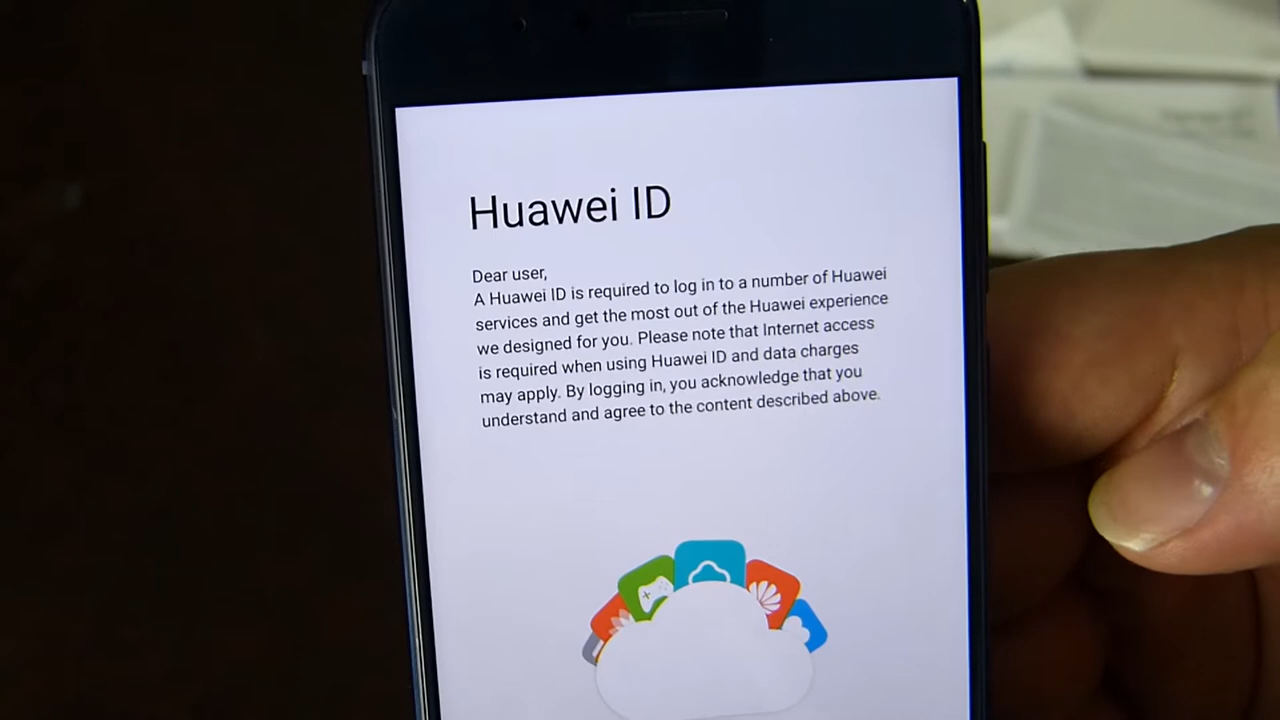 Huawei ID
Dear user,
A Huawei ID is required to log in to a number of Huawei
services and get the most out of the Huawei experience
we designed for you. Please note that Internet access
is required when using Huawei ID and data charges
may apply. By logging in, you acknowledge that you
understand and agree to the content described above.